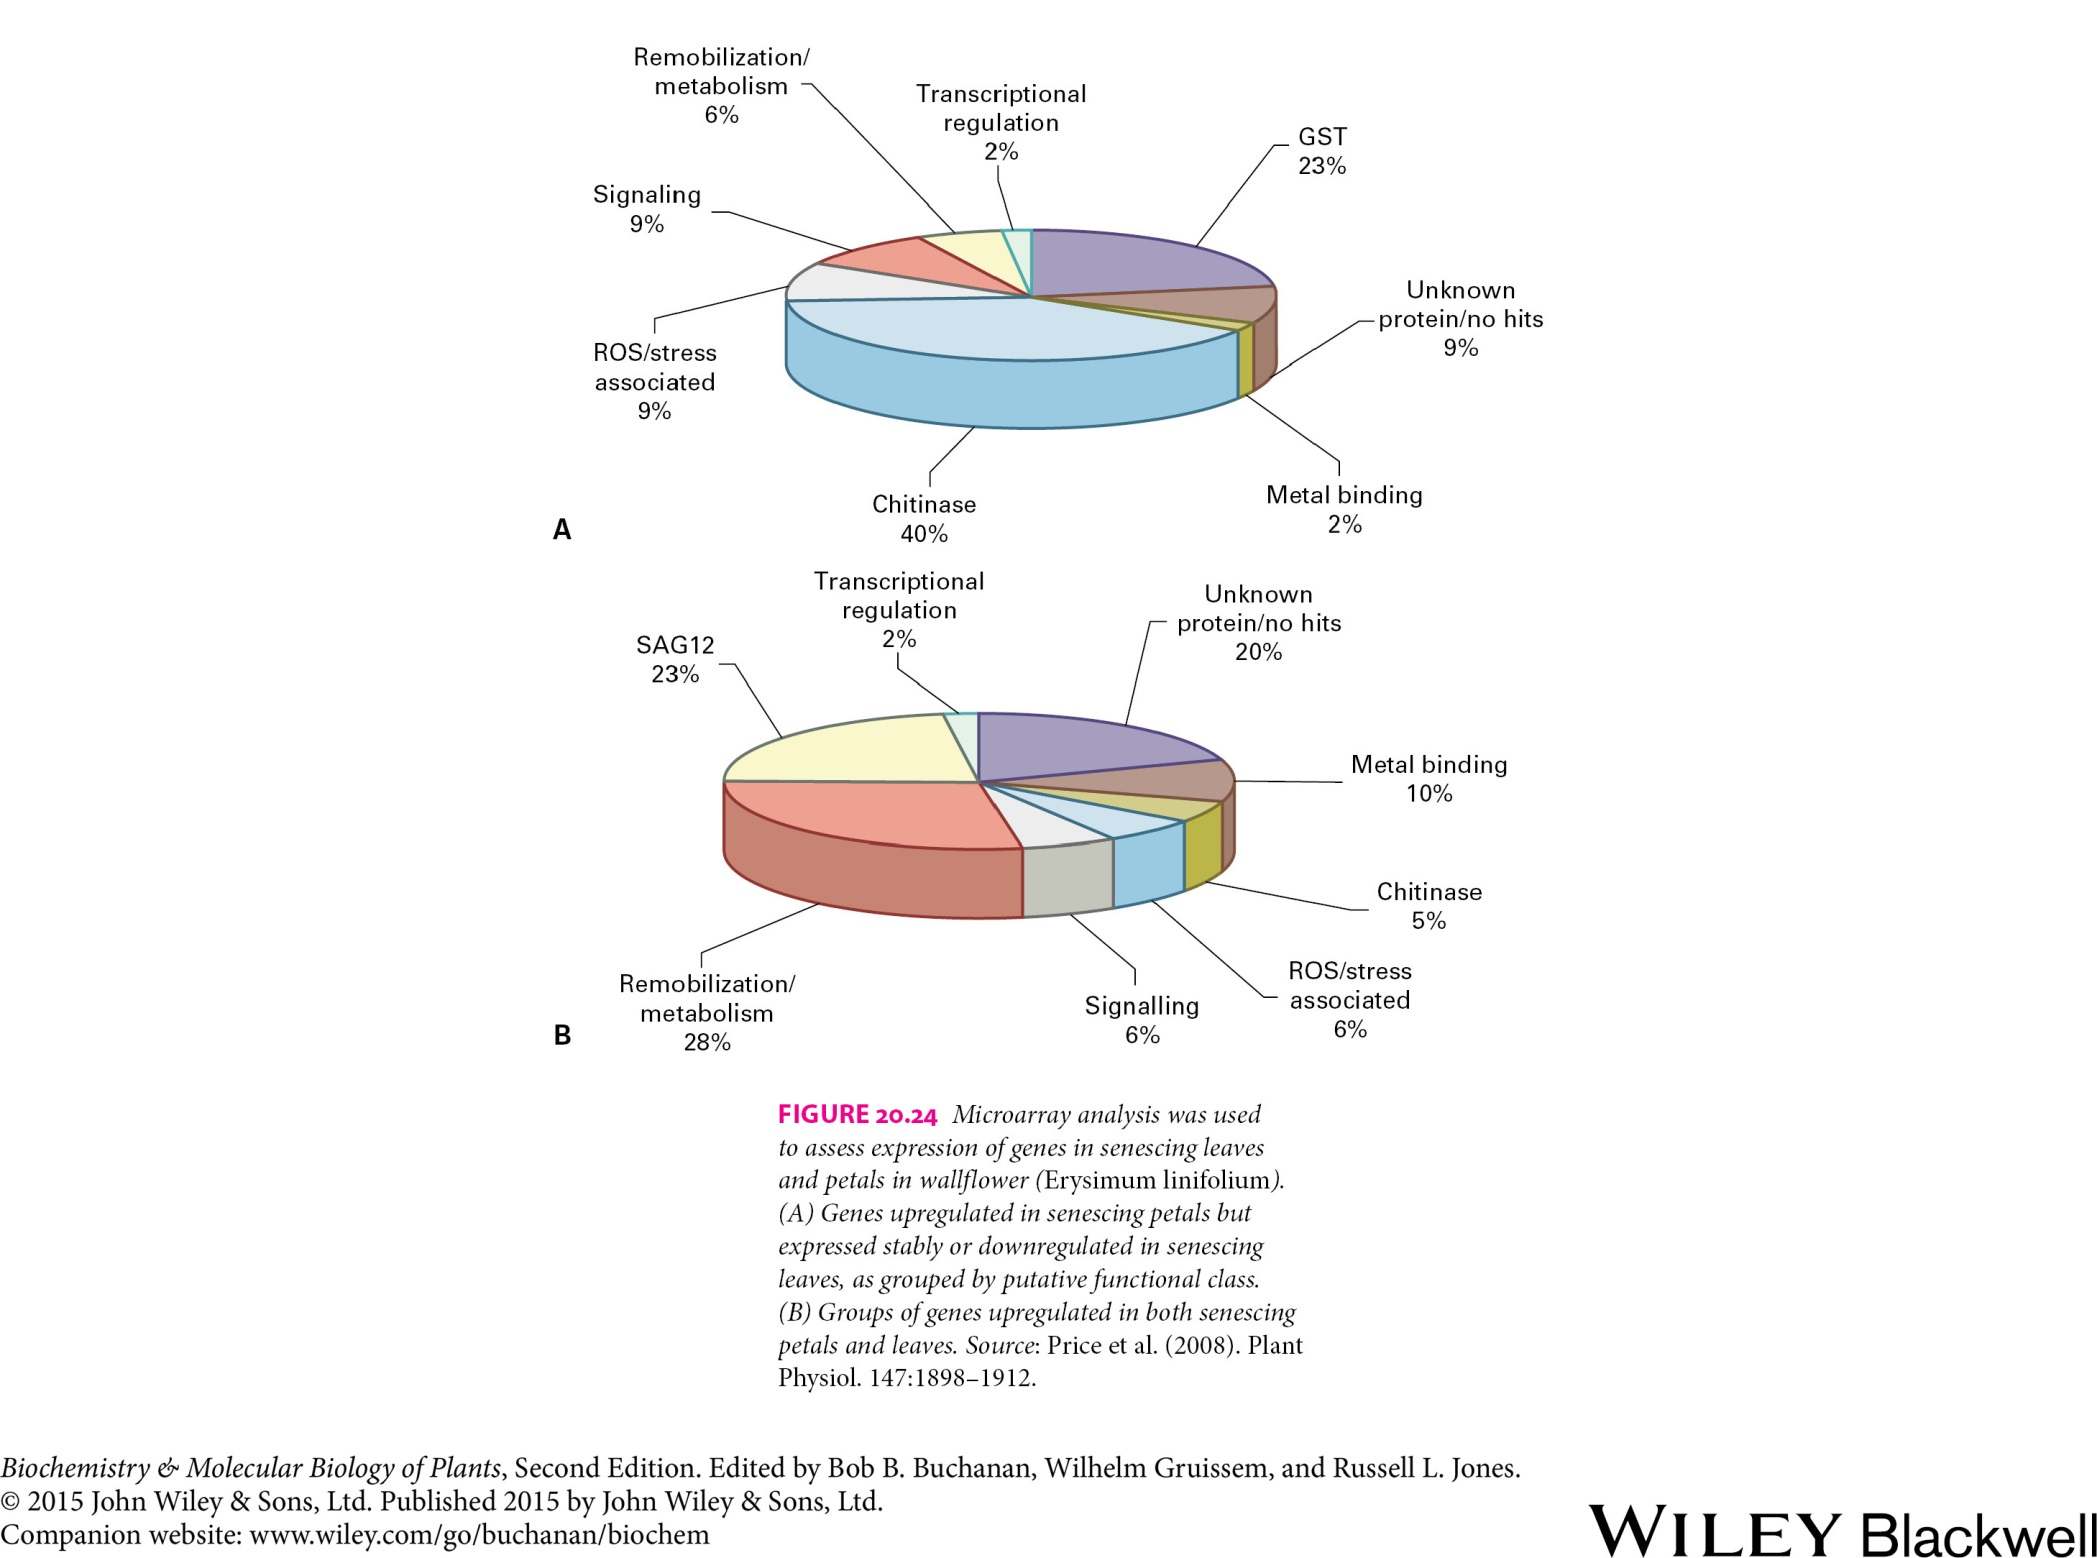 Remobilization/
metabolism
6%
Transcriptional
regulation
2%
GST
23%
Signaling
9%
Unknown
protein/no hits
9%
ROS/stress
associated
9%
Metal binding
2%
Chitinase
40%
A
Transcriptional
regulation
2%
Unknown
protein/no hits
20%
SAG12
23%
Metal binding
10%
Chitinase
5%
ROS/stress
associated
6%
Signalling
6%
Remobilization/
metabolism
28%
B
FIGURE 20.24 Microarray analysis was used
to assess expression of genes in senescing leaves
and petals in wallflower (Erysimum linifolium).
(A) Genes upregulated in senescing petals but
expressed stably or downregulated in senescing
leaves, as grouped by putative functional class.
(B) Groups of genes upregulated in both senescing
petals and leaves. Source: Price et al. (2008). Plant
Physiol. 147:1898–1912.
Biochemistry & Molecular Biology of Plants, Second Edition. Edited by Bob B. Buchanan, Wilhelm Gruissem, and Russell L. Jones.
© 2015 John Wiley & Sons, Ltd. Published 2015 by John Wiley & Sons, Ltd.
Companion website: www.wiley.com/go/buchanan/biochem
WILEY Blackwell